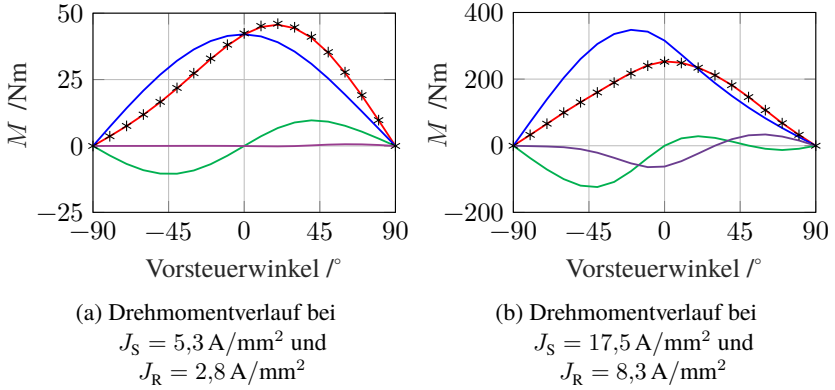 50
25
0
−25
M /Nm
−90 −45 0 45 90
Vorsteuerwinkel /°
(a) Drehmomentverlauf bei
J_S = 5,3 A/mm² und
J_R = 2,8 A/mm²
400
200
0
−200
M /Nm
−90 −45 0 45 90
Vorsteuerwinkel /°
(b) Drehmomentverlauf bei
J_S = 17,5 A/mm² und
J_R = 8,3 A/mm²